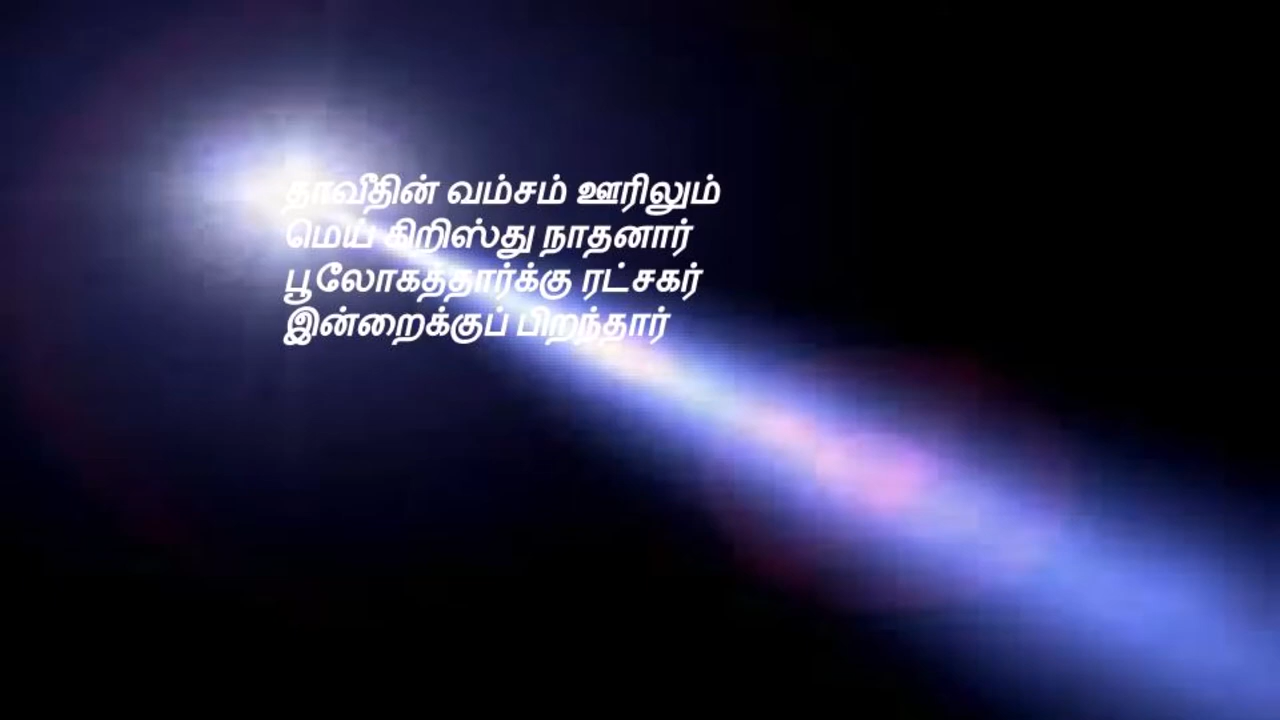 தாவீதின் வம்சம் ஊரிலும்
மெய் கிறிஸ்து நாதனார்
பூலோகத்தார்க்கு ரட்சகர்
இன்றைக்குப் பிறந்தார்